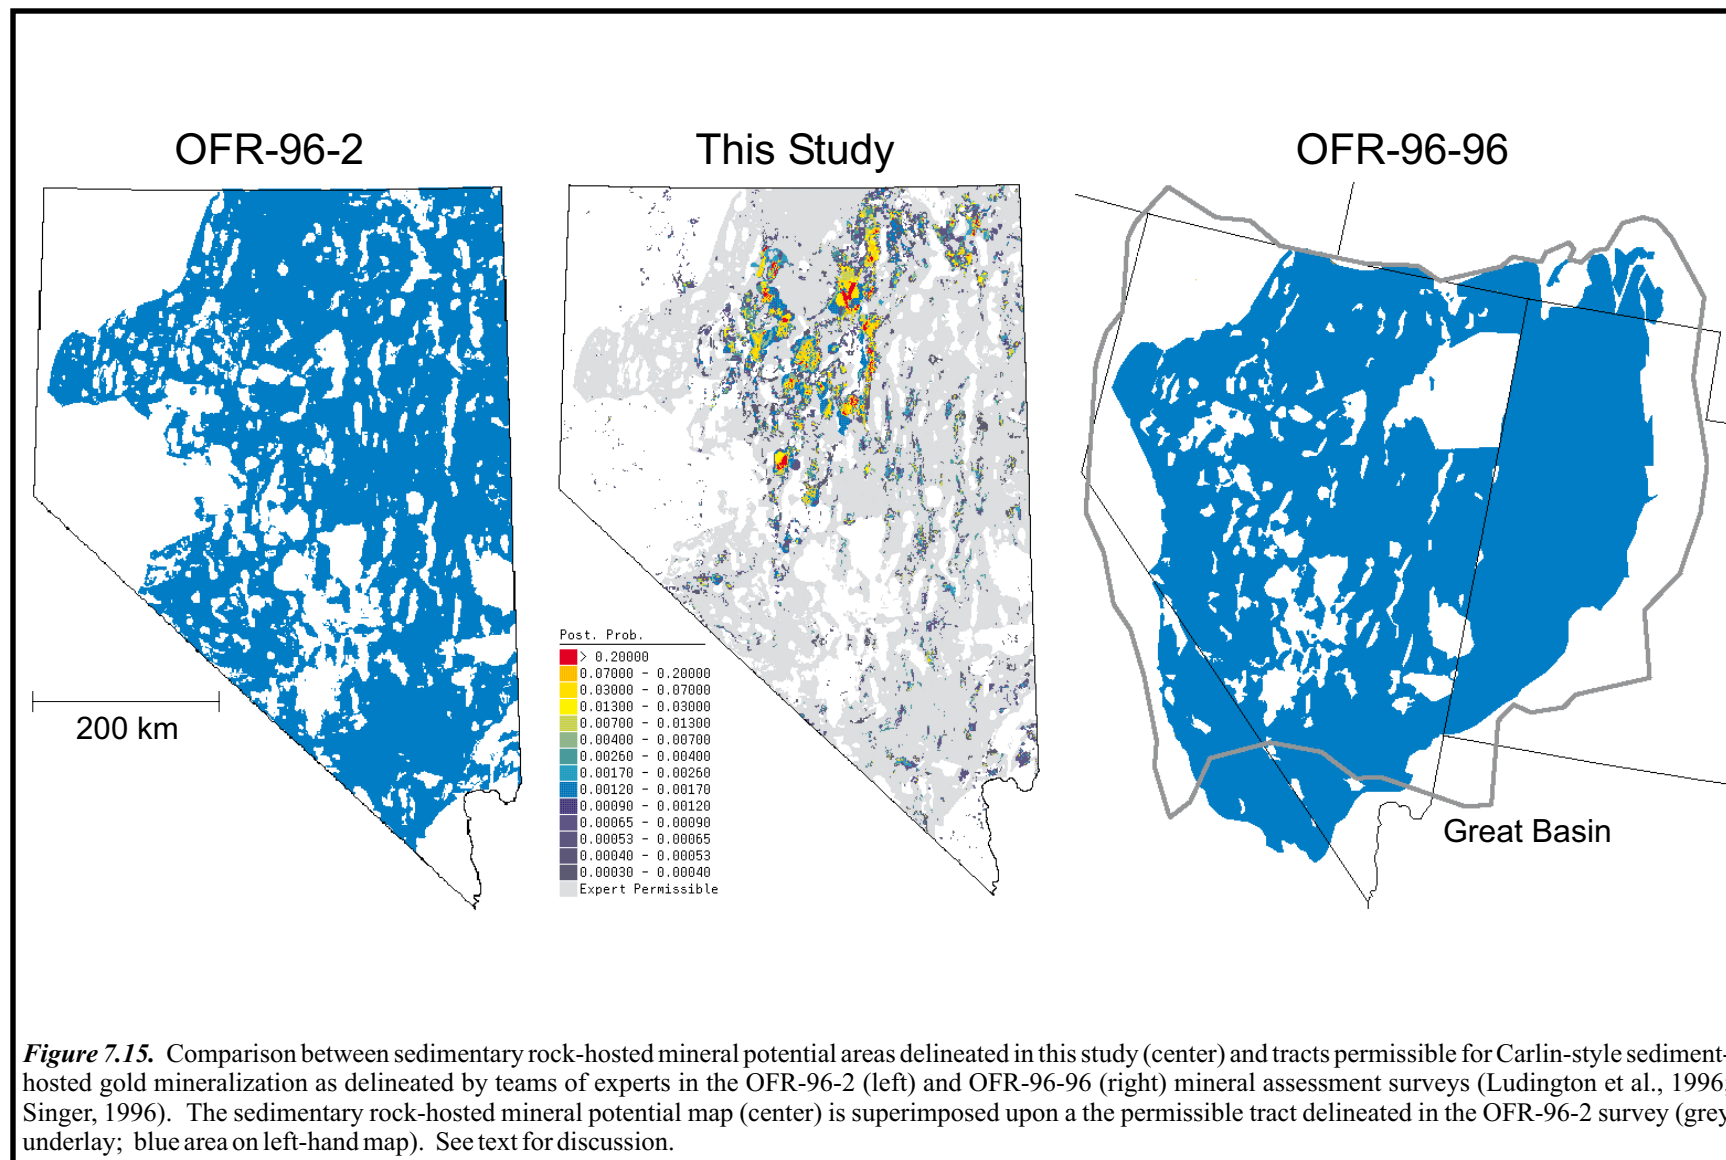 OFR-96-2
This Study
OFR-96-96
Post. Prob.
> 0.20000
0.07000 - 0.20000
0.03000 - 0.07000
0.01300 - 0.03000
0.00700 - 0.01300
0.00400 - 0.00700
0.00260 - 0.00400
0.00170 - 0.00260
0.00120 - 0.00170
0.00090 - 0.00120
0.00065 - 0.00090
0.00053 - 0.00065
0.00040 - 0.00053
0.00030 - 0.00040
Expert Permissible
200 km
Great Basin
Figure 7.15. Comparison between sedimentary rock-hosted mineral potential areas delineated in this study (center) and tracts permissible for Carlin-style sediment-
hosted gold mineralization as delineated by teams of experts in the OFR-96-2 (left) and OFR-96-96 (right) mineral assessment surveys (Ludington et al., 1996;
Singer, 1996). The sedimentary rock-hosted mineral potential map (center) is superimposed upon a the permissible tract delineated in the OFR-96-2 survey (grey
underlay; blue area on left-hand map). See text for discussion.